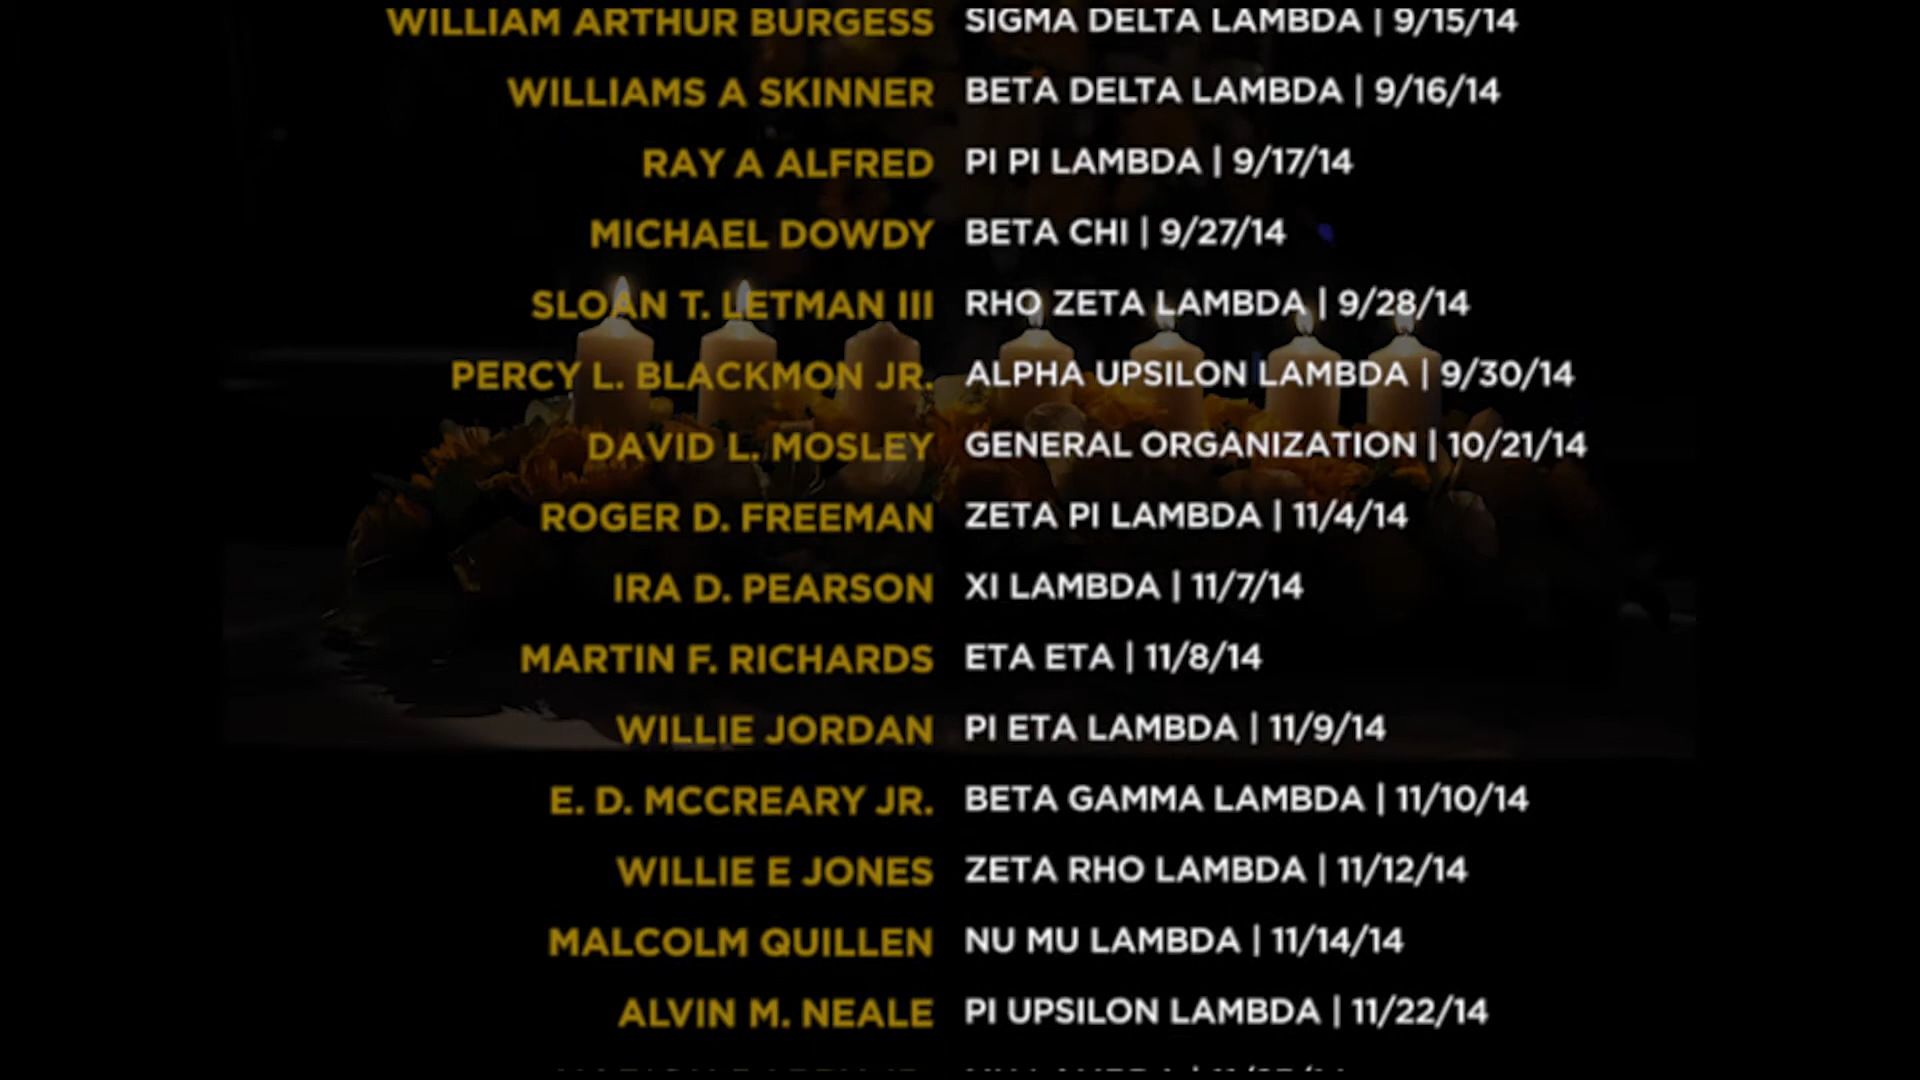 WILLIAM ARTHUR BURGESS SIGMA DELTA LAMBDA | 9/15/14
WILLIAMS A SKINNER BETA DELTA LAMBDA | 9/16/14
RAY A ALFRED PI PI LAMBDA | 9/17/14
MICHAEL DOWDY BETA CHI | 9/27/14
SLOAN T. LETMAN III RHO ZETA LAMBDA | 9/28/14
PERCY L. BLACKMON JR. ALPHA UPSILON LAMBDA | 9/30/14
DAVID L. MOSLEY GENERAL ORGANIZATION | 10/21/14
ROGER D. FREEMAN ZETA PI LAMBDA | 11/4/14
IRA D. PEARSON XI LAMBDA | 11/7/14
MARTIN F. RICHARDS ETA ETA | 11/8/14
WILLIE JORDAN PI ETA LAMBDA | 11/9/14
E. D. MCCREARY JR. BETA GAMMA LAMBDA | 11/10/14
WILLIE E JONES ZETA RHO LAMBDA | 11/12/14
MALCOLM QUILLEN NU MU LAMBDA | 11/14/14
ALVIN M. NEALE PI UPSILON LAMBDA | 11/22/14